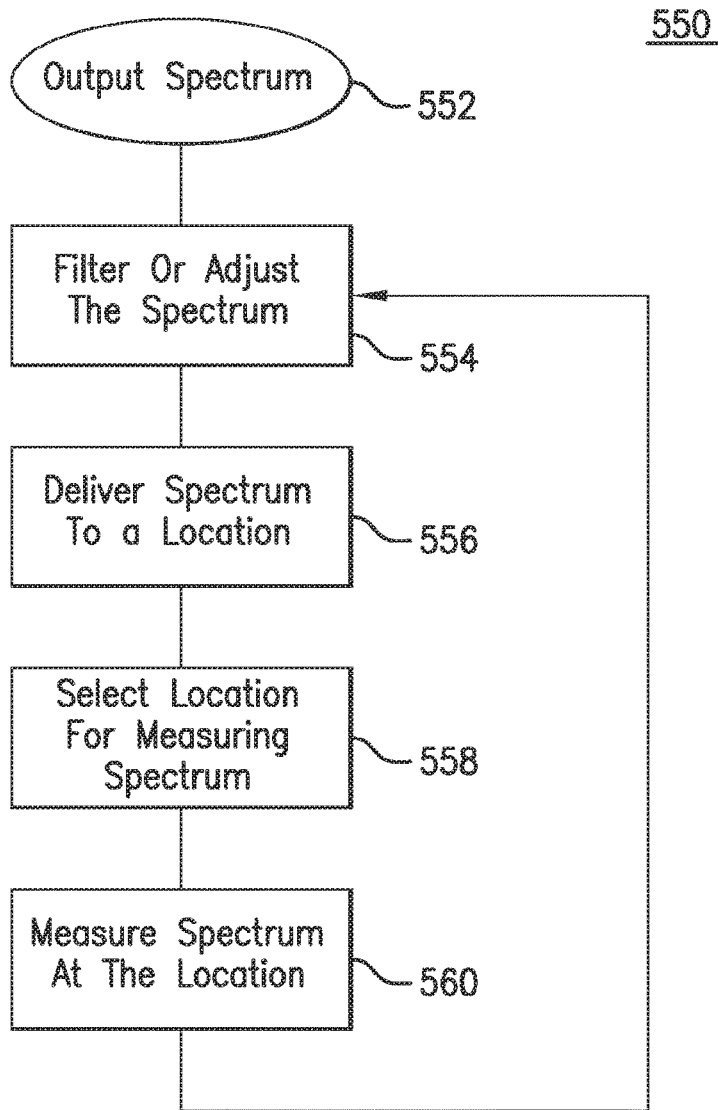 550
Output Spectrum
552
Filter Or Adjust
The Spectrum
554
Deliver Spectrum
To a Location
556
Select Location
For Measuring
Spectrum
558
Measure Spectrum
At The Location
560